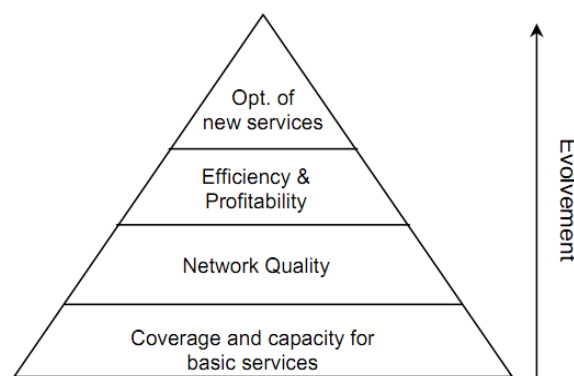 Opt. of
new services
Efficiency &
Profitability
Network Quality
Coverage and capacity for
basic services
Evolvement